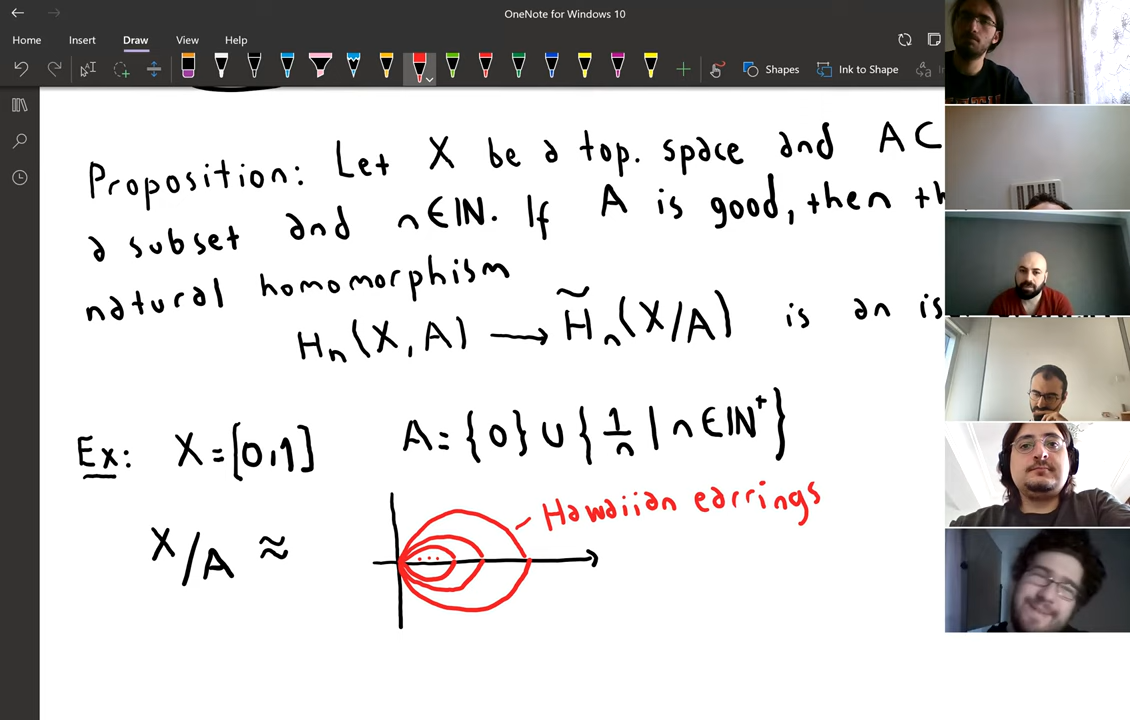 OneNote for Windows 10
Home Insert Draw View Help
Shapes Ink to Shape
Proposition: Let X be a top. space and A C
a subset and n∈ℕ. If A is good, then th
natural homomorphism
Hₙ(X, A) ⟶ H̃ₙ(X/A) is an is
Ex: X = [0,1] A = {0} ∪ {1/n | n∈ℕ⁺}
Hawaiian earrings
X/A ≈